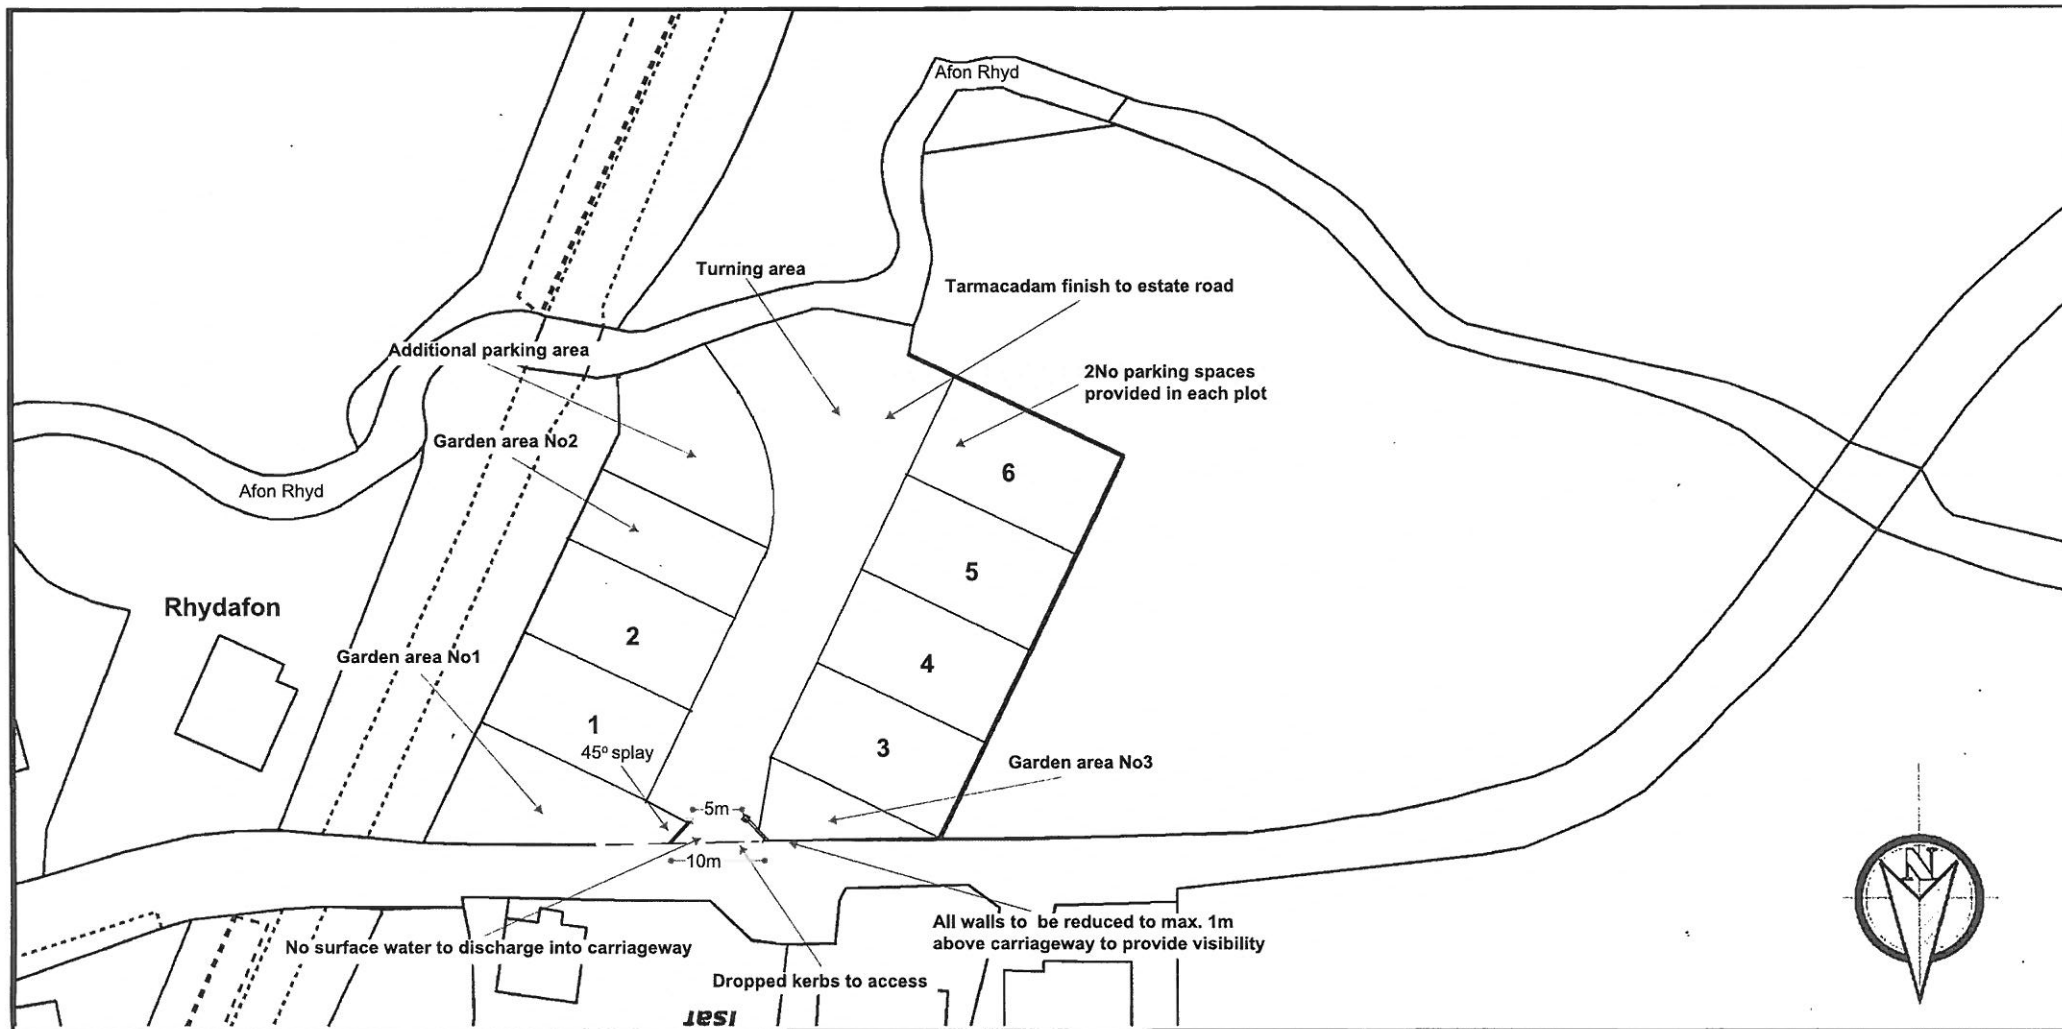 Afon Rhyd
Turning area
Tarmacadam finish to estate road
Additional parking area
2No parking spaces
provided in each plot
Garden area No2
6
Afon Rhyd
5
Rhydafon
2
Garden area No1
4
1
45º splay
3
Garden area No3
5m
10m
N
All walls to be reduced to max. 1m
above carriageway to provide visibility
No surface water to discharge into carriageway
Dropped kerbs to access
Isar